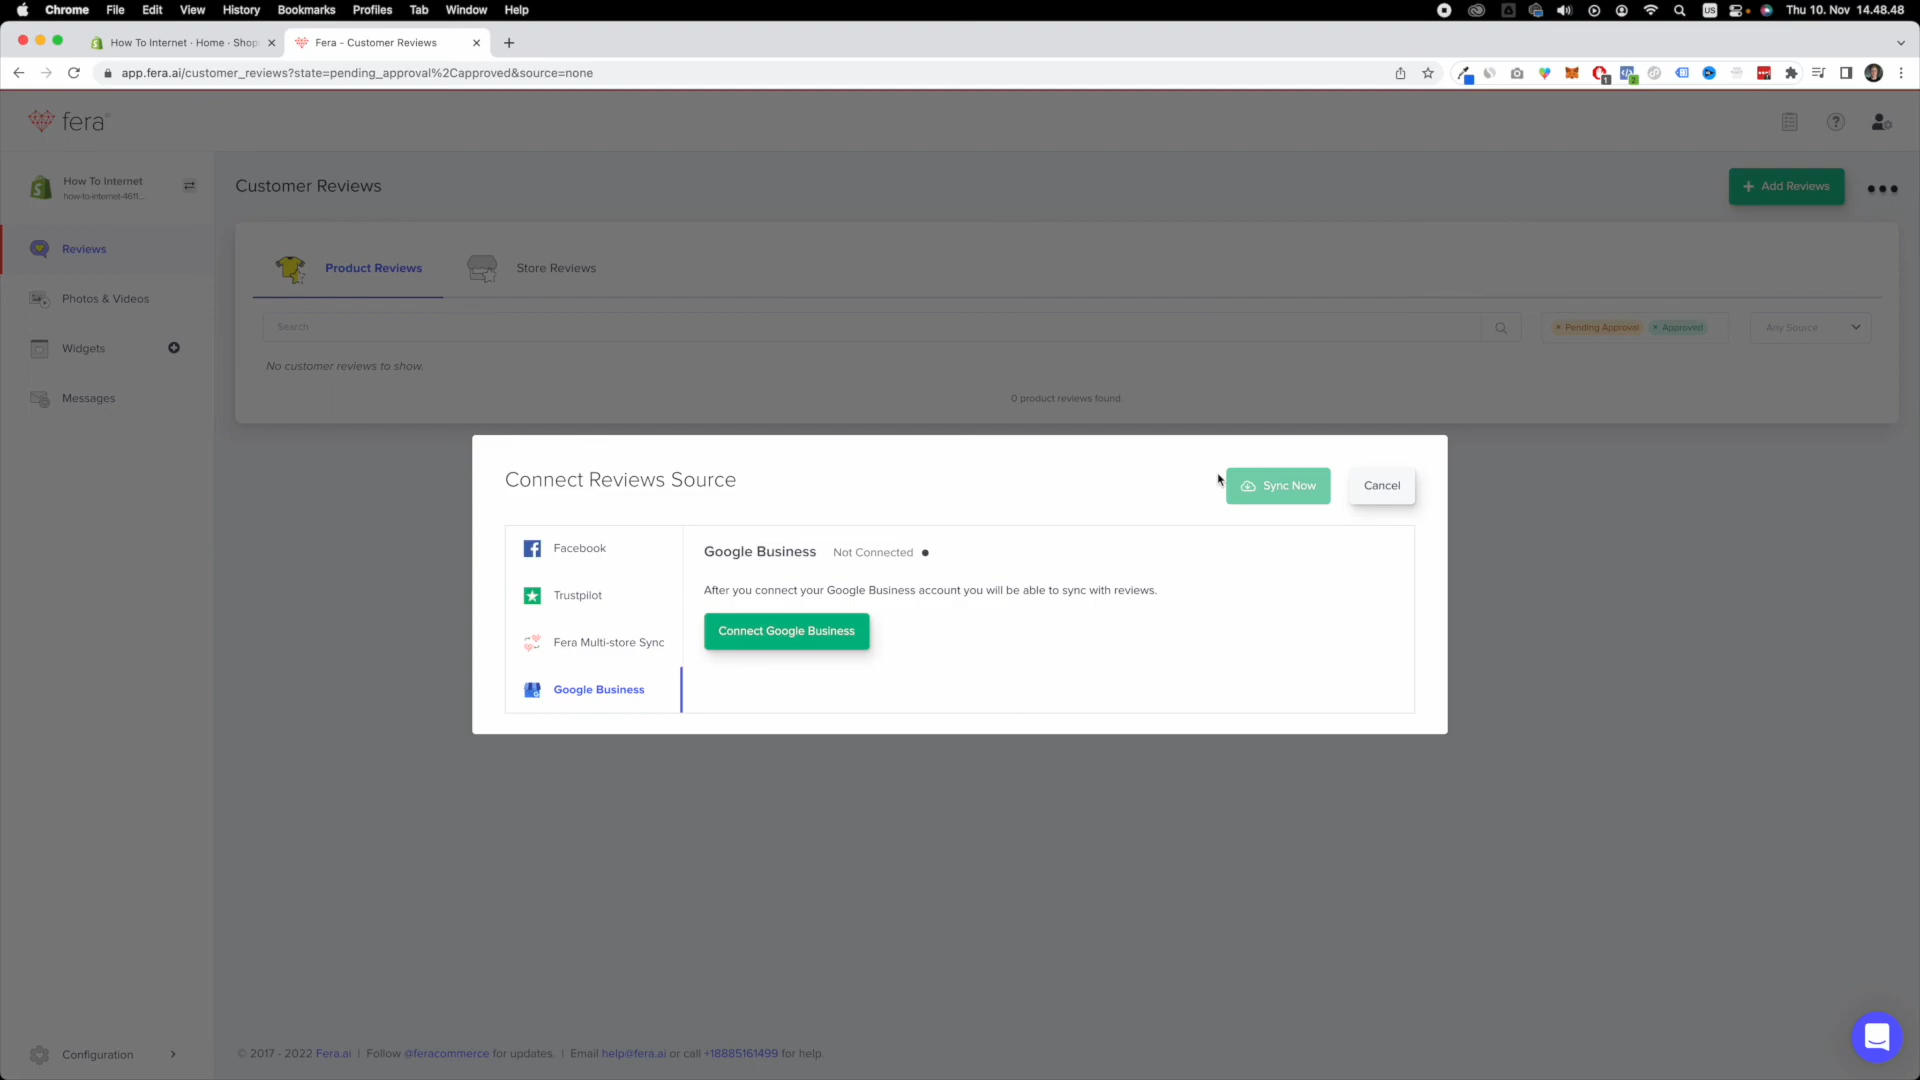 Chrome File Edit View History Bookmarks Profiles Tab Window Help US Thu 10. Nov 14.48.48
How To Internet · Home · Shop
Fera - Customer Reviews
app.fera.ai/customer_reviews?state=pending_approval%2Capproved&source=none
fera
How To Internet
how-to-internet-4611...
Customer Reviews
+ Add Reviews
Reviews
Product Reviews
Store Reviews
Photos & Videos
Search
× Pending Approval × Approved
Any Source
Widgets
No customer reviews to show.
Messages
0 product reviews found.
Connect Reviews Source
Sync Now
Cancel
Facebook
Google Business Not Connected
After you connect your Google Business account you will be able to sync with reviews.
Trustpilot
Connect Google Business
Fera Multi-store Sync
Google Business
Configuration
© 2017 - 2022 Fera.ai | Follow @feracommerce for updates. | Email help@fera.ai or call +18885161499 for help.